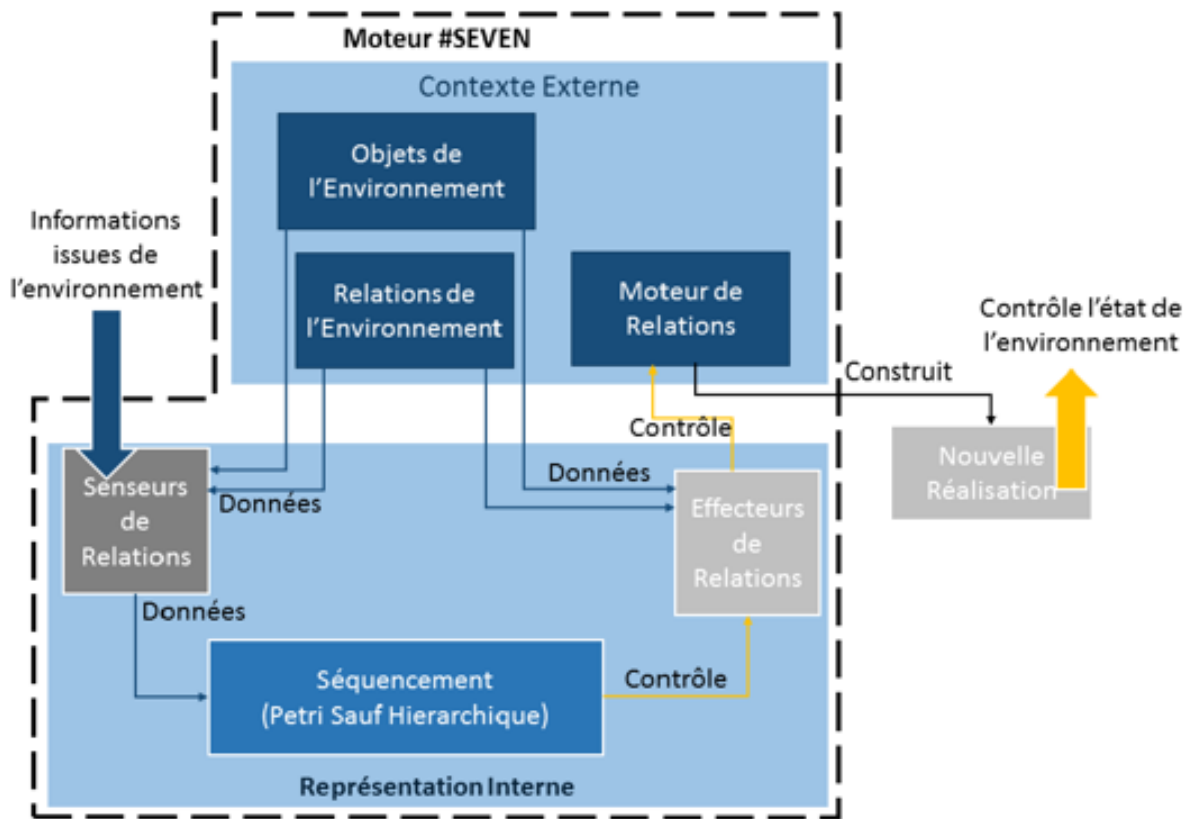 Moteur #SEVEN
Contexte Externe
Objets de
l'Environnement
Informations
issues de
l'environnement
Relations de
l'Environnement
Moteur de
Relations
Contrôle l'état de
l'environnement
Construit
Contrôle
Nouvelle
Réalisation
Senseurs
de
Relations
Données
Données
Effecteurs
de
Relations
Données
Séquencement
(Petri Sauf Hierarchique)
Contrôle
Représentation Interne